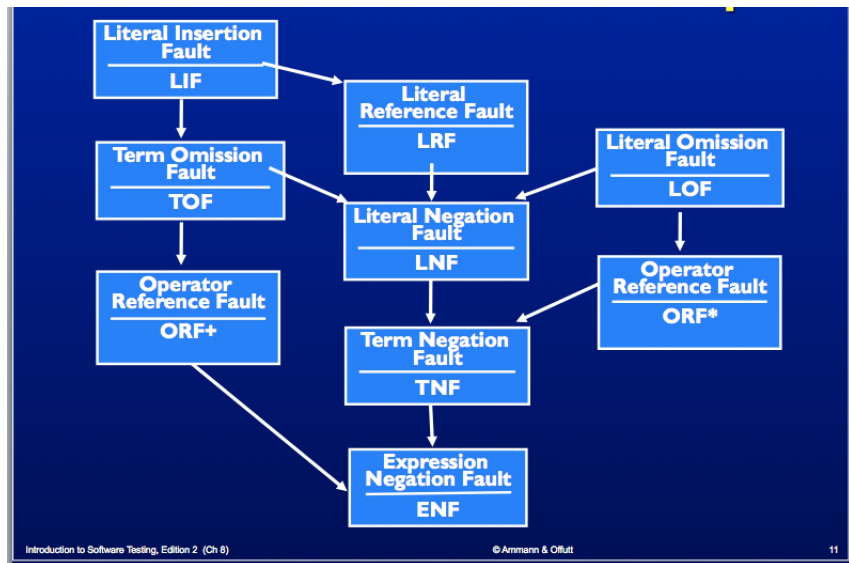 Literal Insertion
Fault
LIF
Literal
Reference Fault
LRF
Literal Omission
Fault
LOF
Term Omission
Fault
TOF
Literal Negation
Fault
LNF
Operator
Reference Fault
ORF+
Operator
Reference Fault
ORF*
Term Negation
Fault
TNF
Expression
Negation Fault
ENF
Introduction to Software Testing, Edition 2 (Ch 8)
© Ammann & Offutt
11